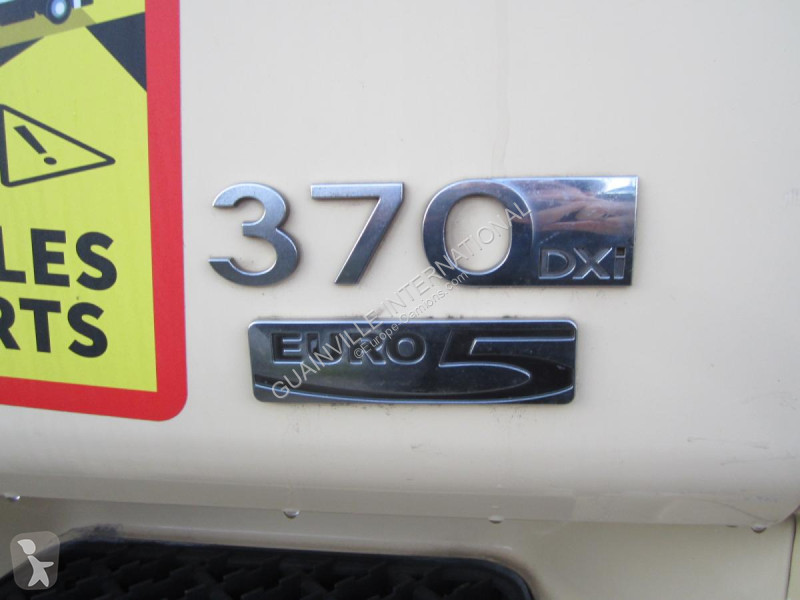 !
LES
RTS
370 DXi
EURO 5
GUAINVILLE INTERNATIONAL
©Europe-Camions.com